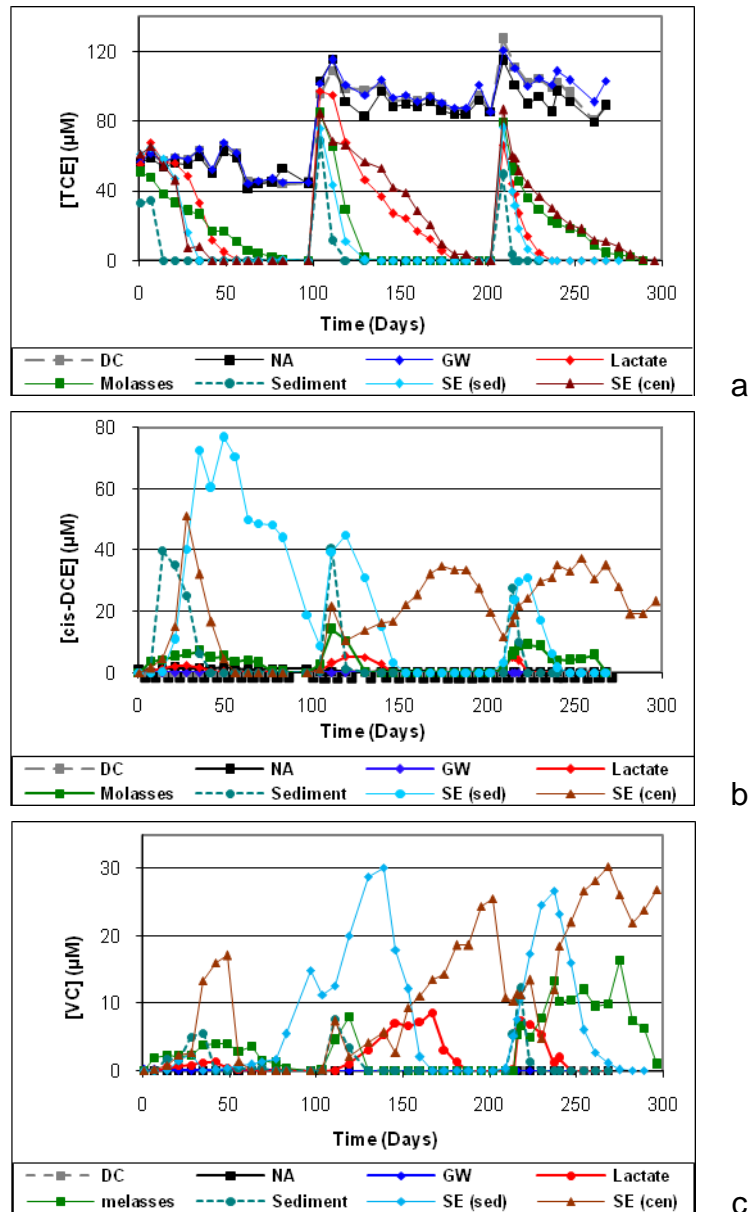 [TCE] (µM)
120
80
40
0
0 50 100 150 200 250 300
Time (Days)
DC NA GW Lactate
Molasses Sediment SE (sed) SE (cen)
a
[cis-DCE] (µM)
80
60
40
20
0
0 50 100 150 200 250 300
Time (Days)
DC NA GW Lactate
Molasses Sediment SE (sed) SE (cen)
b
[VC] (µM)
30
20
10
0
0 50 100 150 200 250 300
Time (Days)
DC NA GW Lactate
melasses Sediment SE (sed) SE (cen)
c